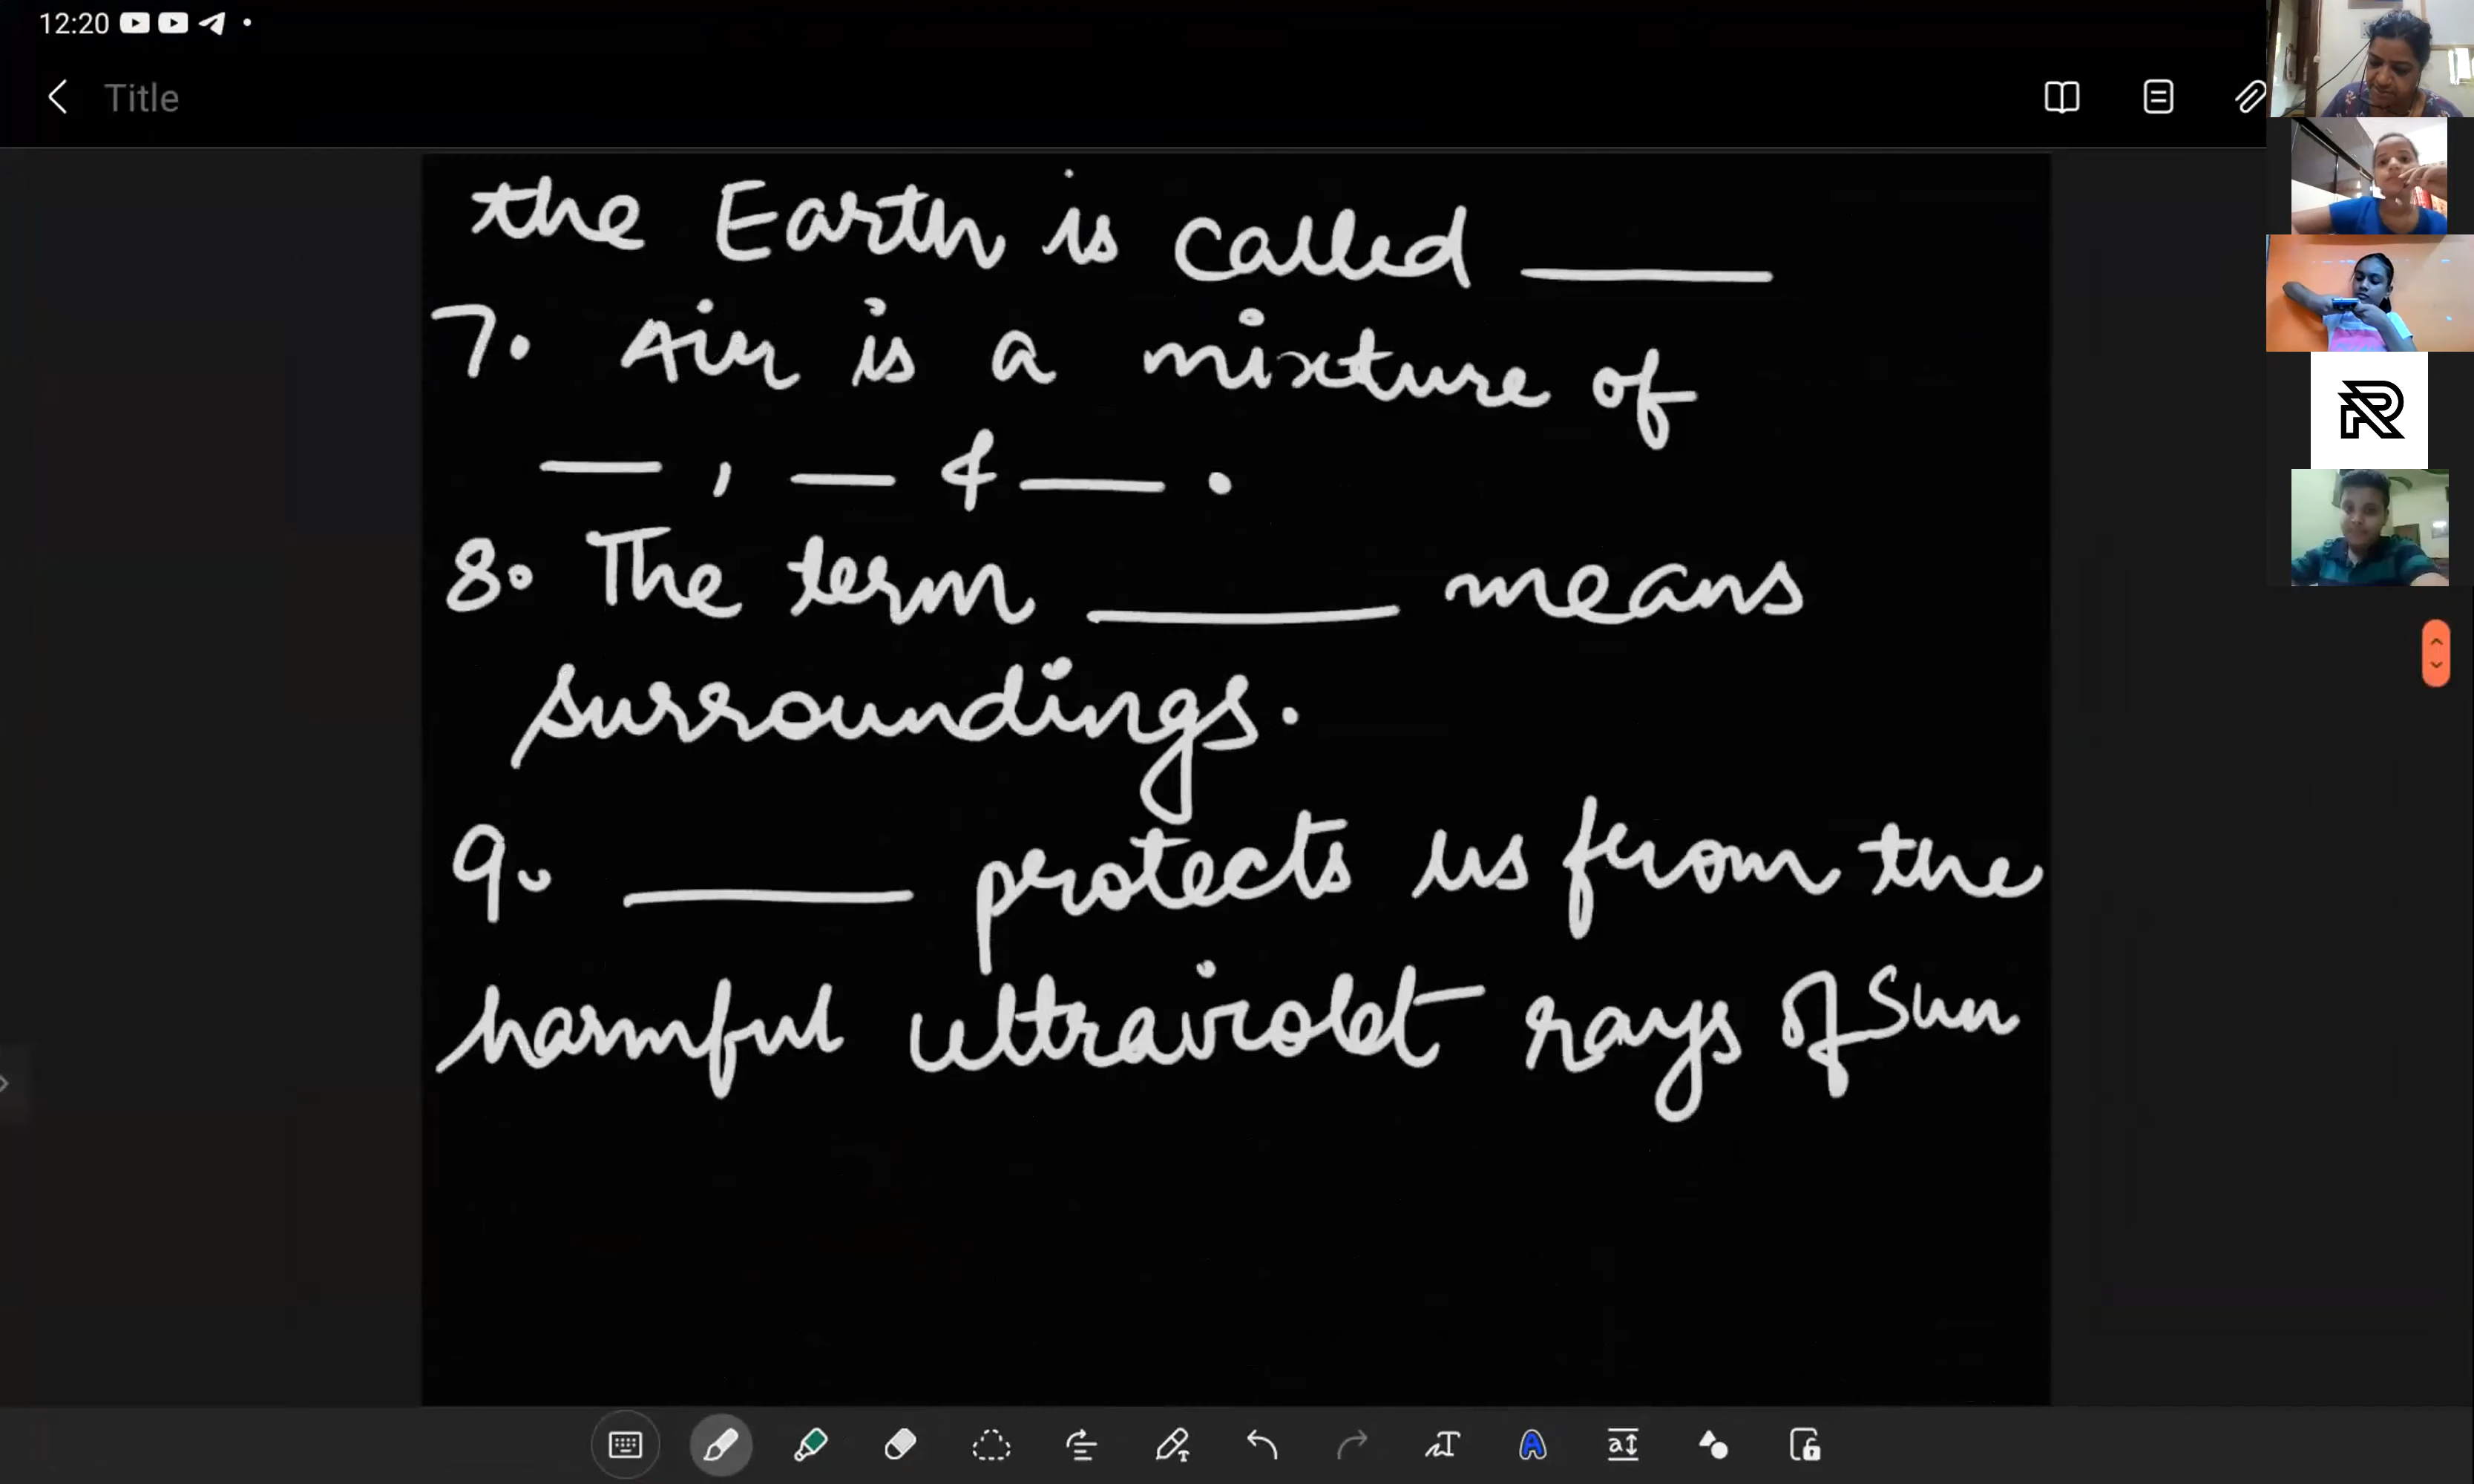 12:20
Title
the Earth is called ______
7. Air is a mixture of
___, ___ & ___.
8. The term ______ means
surroundings.
9. ______ protects us from the
harmful ultraviolet rays of Sun